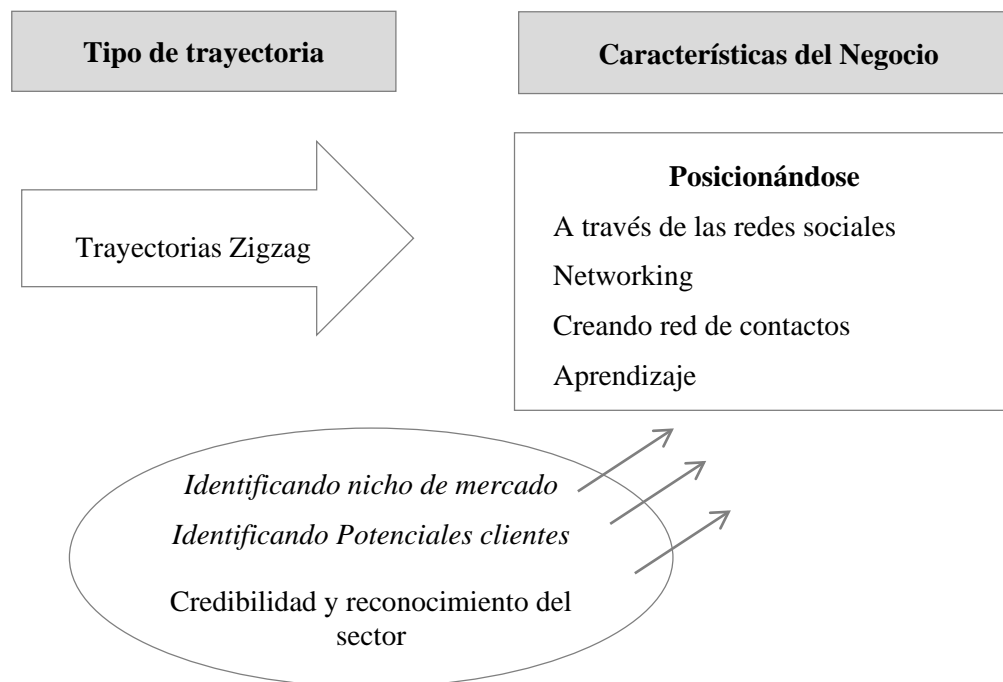 Tipo de trayectoria
Características del Negocio
Trayectorias Zigzag
Posicionándose
A través de las redes sociales
Networking
Creando red de contactos
Aprendizaje
Identificando nicho de mercado
Identificando Potenciales clientes
Credibilidad y reconocimiento del
sector